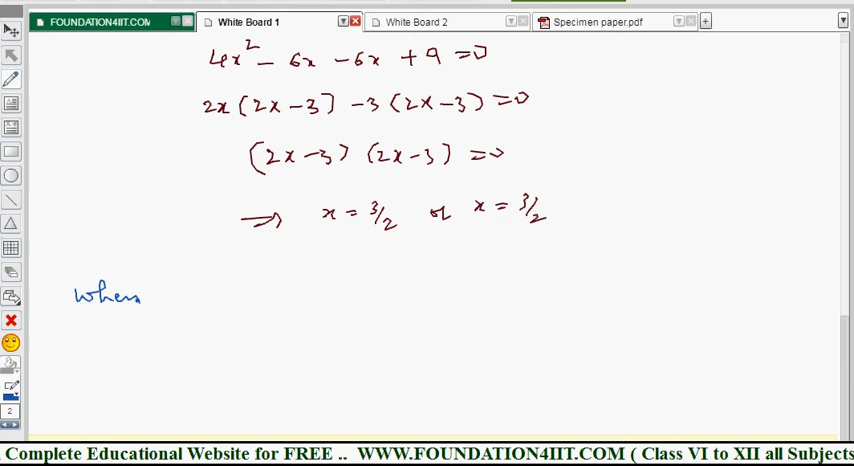 FOUNDATION4IIT.COM
White Board 1
White Board 2
Specimen paper.pdf
4x² - 6x - 6x + 9 = 0
2x (2x - 3) - 3 (2x - 3) = 0
(2x - 3) (2x - 3) = 0
⇒ x = 3/2 or x = 3/2
when
2
Complete Educational Website for FREE .. WWW.FOUNDATION4IIT.COM ( Class VI to XII all Subjects